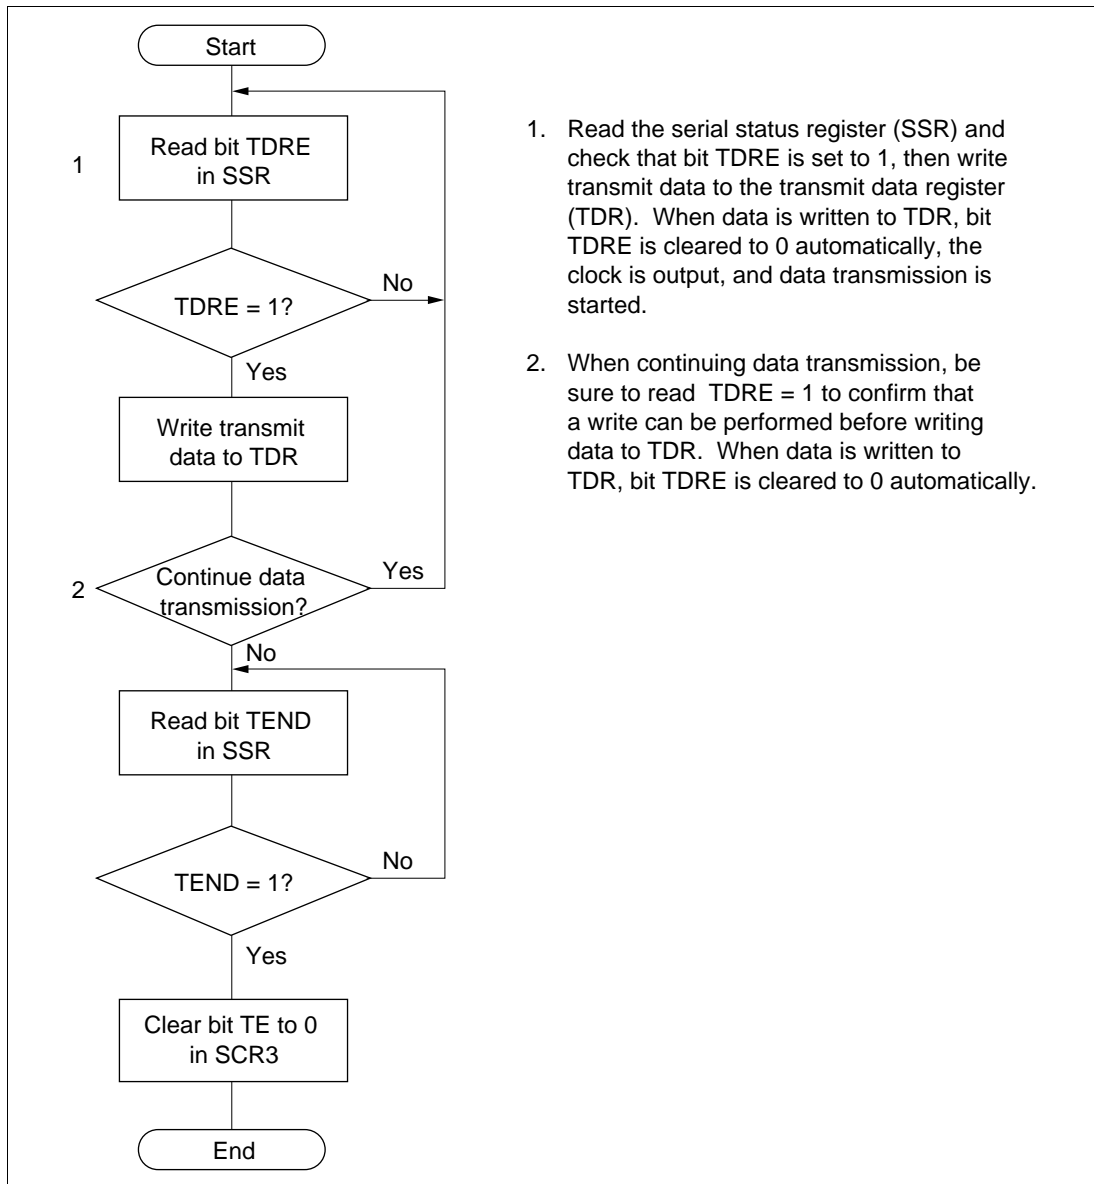 Start
1
Read bit TDRE
in SSR
TDRE = 1?
No
Yes
Write transmit
data to TDR
2
Continue data
transmission?
Yes
No
Read bit TEND
in SSR
TEND = 1?
No
Yes
Clear bit TE to 0
in SCR3
End
1. Read the serial status register (SSR) and
check that bit TDRE is set to 1, then write
transmit data to the transmit data register
(TDR).  When data is written to TDR, bit
TDRE is cleared to 0 automatically, the
clock is output, and data transmission is
started.
2. When continuing data transmission, be
sure to read  TDRE = 1 to confirm that
a write can be performed before writing
data to TDR.  When data is written to
TDR, bit TDRE is cleared to 0 automatically.